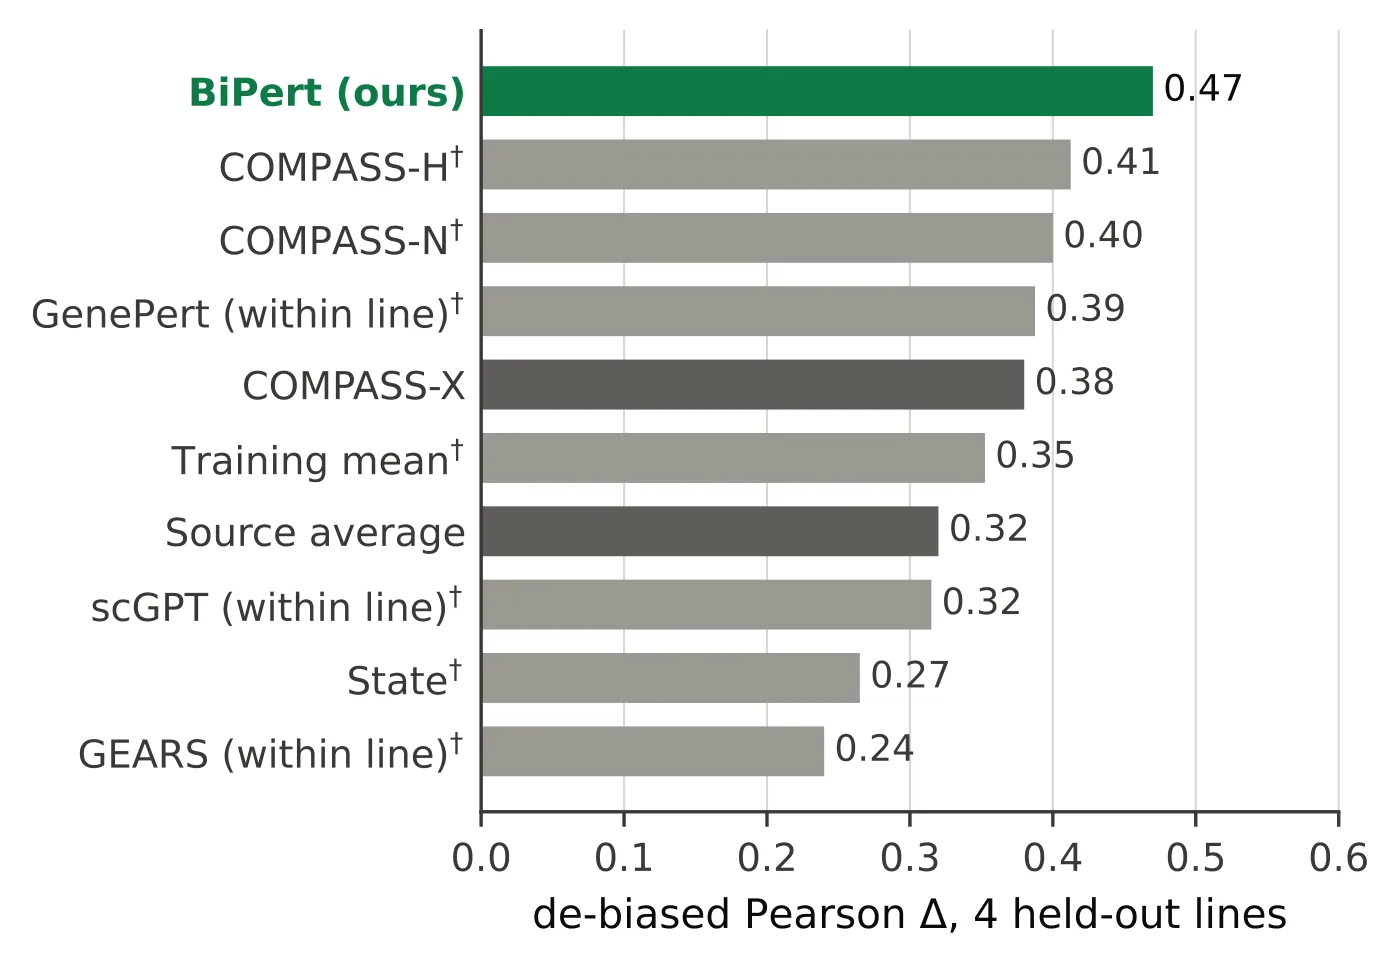 BiPert (ours) 0.47
COMPASS-H† 0.41
COMPASS-N† 0.40
GenePert (within line)† 0.39
COMPASS-X 0.38
Training mean† 0.35
Source average 0.32
scGPT (within line)† 0.32
State† 0.27
GEARS (within line)† 0.24
0.0 0.1 0.2 0.3 0.4 0.5 0.6
de-biased Pearson Δ, 4 held-out lines